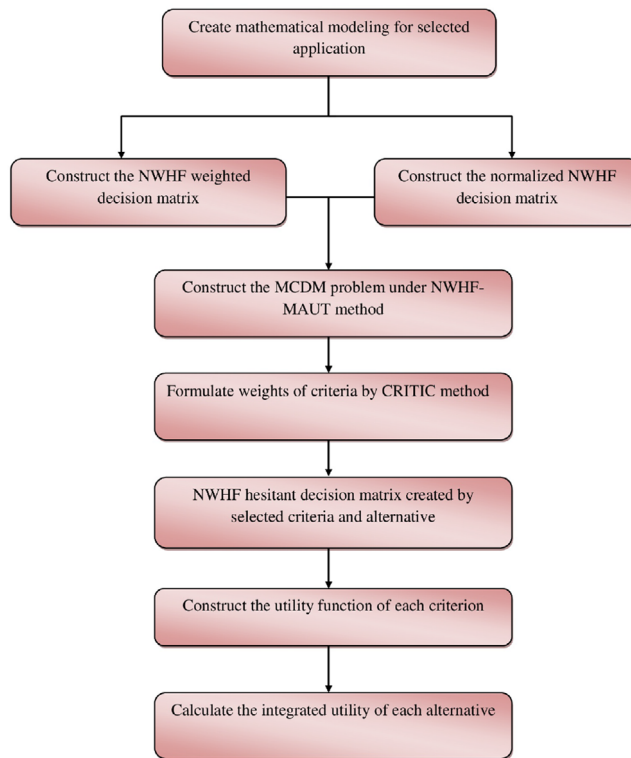 Create mathematical modeling for selected
application
Construct the NWHF weighted
decision matrix
Construct the normalized NWHF
decision matrix
Construct the MCDM problem under NWHF-
MAUT method
Formulate weights of criteria by CRITIC method
NWHF hesitant decision matrix created by
selected criteria and alternative
Construct the utility function of each criterion
Calculate the integrated utility of each alternative